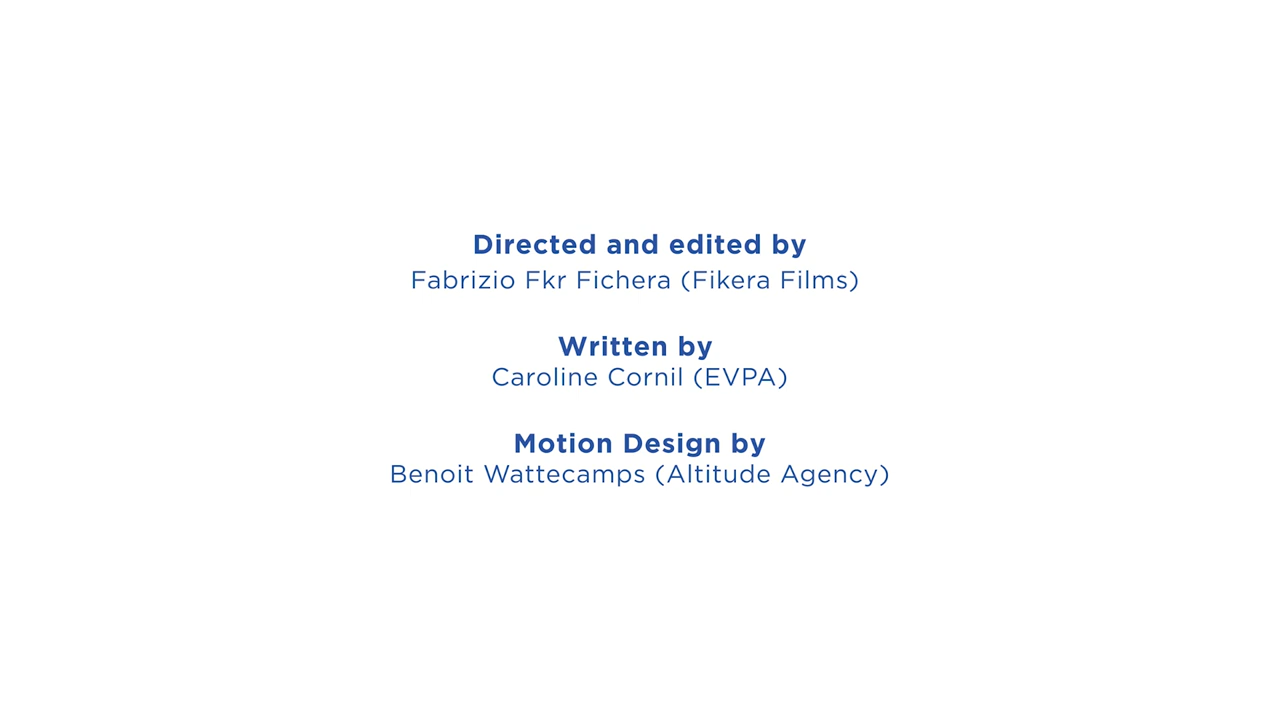 Directed and edited by
Fabrizio Fkr Fichera (Fikera Films)
Written by
Caroline Cornil (EVPA)
Motion Design by
Benoit Wattecamps (Altitude Agency)